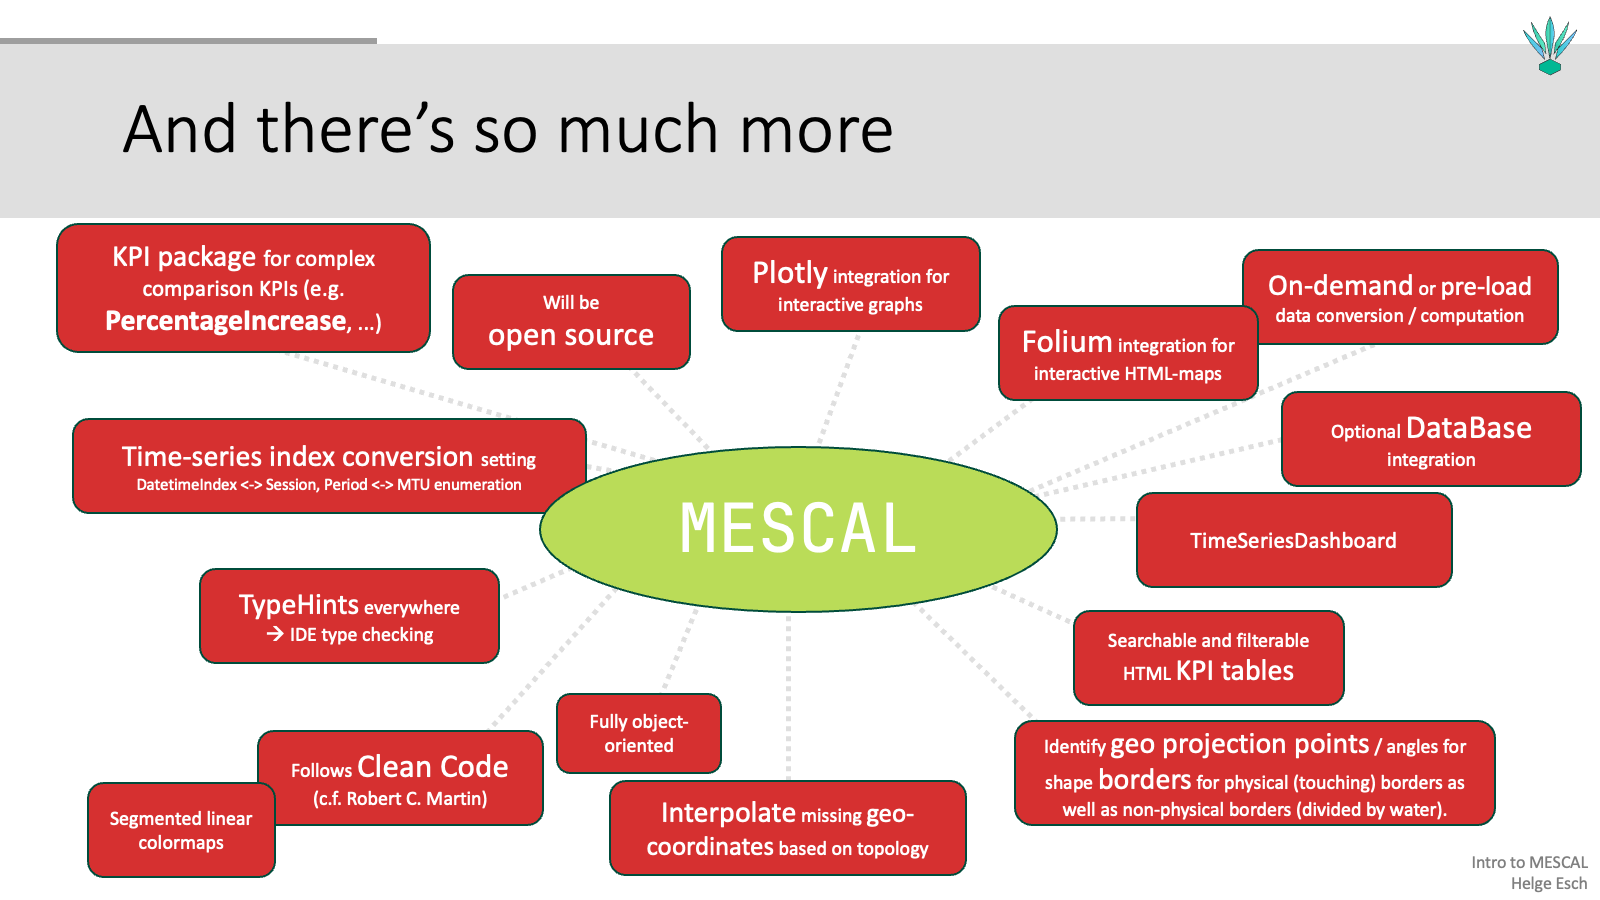 And there’s so much more
KPI package for complex
comparison KPIs (e.g.
PercentageIncrease, ...)
Will be
open source
Plotly integration for
interactive graphs
Folium integration for
interactive HTML-maps
On-demand or pre-load
data conversion / computation
Optional DataBase
integration
Time-series index conversion setting
DatetimeIndex <-> Session, Period <-> MTU enumeration
MESCAL
TimeSeriesDashboard
TypeHints everywhere
→ IDE type checking
Searchable and filterable
HTML KPI tables
Fully object-
oriented
Follows Clean Code
(c.f. Robert C. Martin)
Segmented linear
colormaps
Interpolate missing geo-
coordinates based on topology
Identify geo projection points / angles for
shape borders for physical (touching) borders as
well as non-physical borders (divided by water).
Intro to MESCAL
Helge Esch